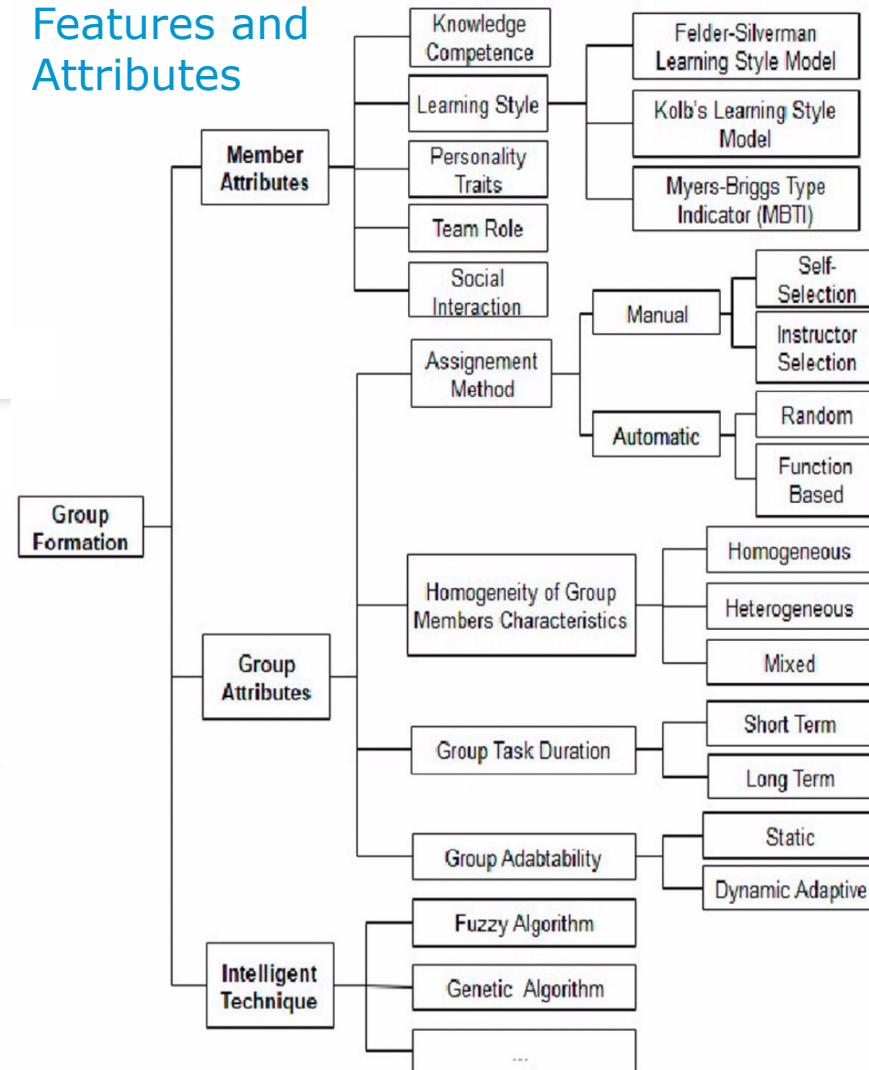 Features and
Attributes
Knowledge
Competence
Learning Style
Personality
Traits
Team Role
Social
Interaction
Felder-Silverman
Learning Style Model
Kolb's Learning Style
Model
Myers-Briggs Type
Indicator (MBTI)
Member
Attributes
Assignement
Method
Manual
Self-
Selection
Instructor
Selection
Automatic
Random
Function
Based
Group
Formation
Homogeneity of Group
Members Characteristics
Homogeneous
Heterogeneous
Mixed
Group
Attributes
Group Task Duration
Short Term
Long Term
Group Adabtability
Static
Dynamic Adaptive
Intelligent
Technique
Fuzzy Algorithm
Genetic Algorithm
...